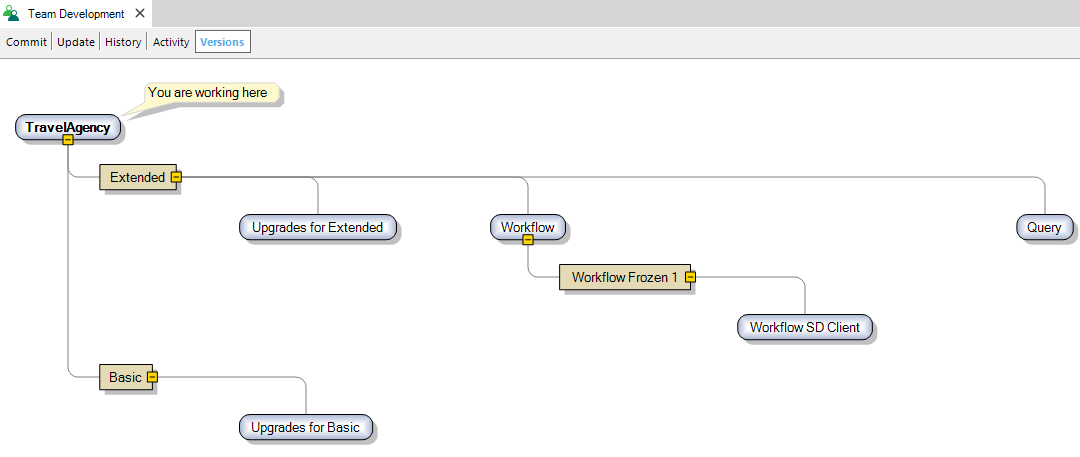 Team Development
Commit Update History Activity Versions
You are working here
TravelAgency
Extended
Upgrades for Extended
Workflow
Query
Workflow Frozen 1
Workflow SD Client
Basic
Upgrades for Basic